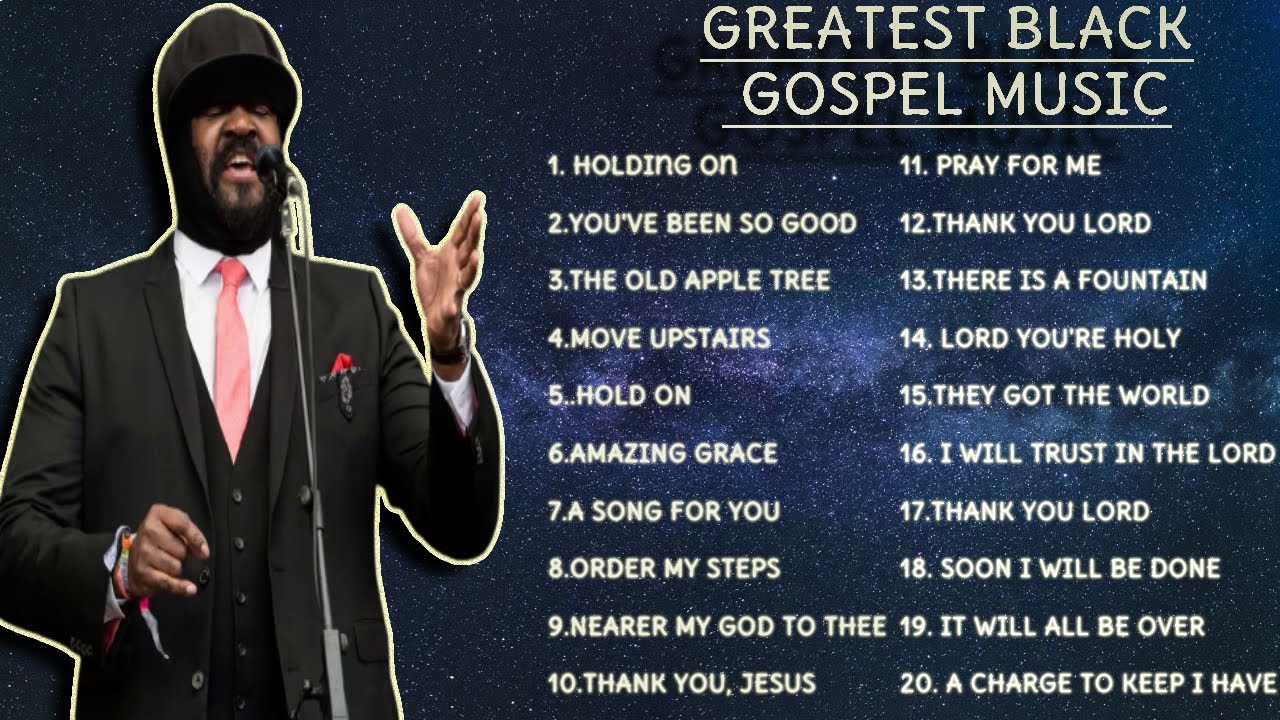 GREATEST BLACK
GOSPEL MUSIC
1. HOLDING ON
2.YOU'VE BEEN SO GOOD
3.THE OLD APPLE TREE
4.MOVE UPSTAIRS
5..HOLD ON
6.AMAZING GRACE
7.A SONG FOR YOU
8.ORDER MY STEPS
9.NEARER MY GOD TO THEE
10.THANK YOU, JESUS
11. PRAY FOR ME
12.THANK YOU LORD
13.THERE IS A FOUNTAIN
14. LORD YOU'RE HOLY
15.THEY GOT THE WORLD
16. I WILL TRUST IN THE LORD
17.THANK YOU LORD
18. SOON I WILL BE DONE
19. IT WILL ALL BE OVER
20. A CHARGE TO KEEP I HAVE